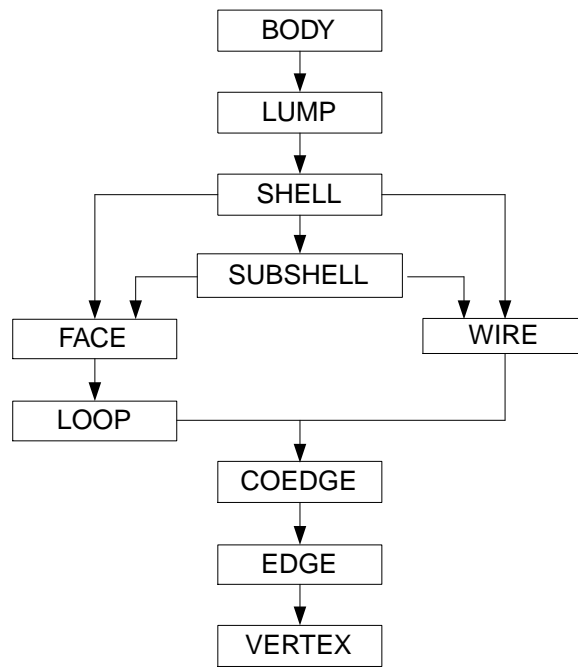 BODY
LUMP
SHELL
SUBSHELL
FACE
WIRE
LOOP
COEDGE
EDGE
VERTEX